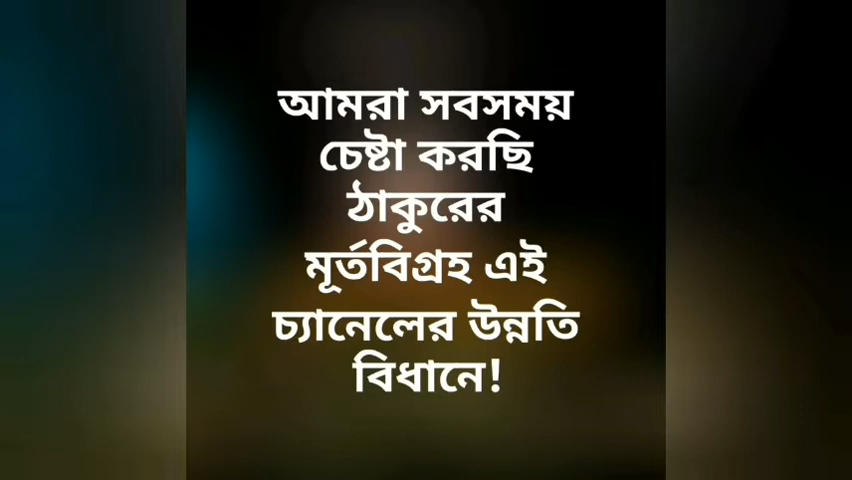 আমরা সবসময়
চেষ্টা করছি
ঠাকুরের
মূর্তবিগ্রহ এই
চ্যানেলের উন্নতি
বিধানে!